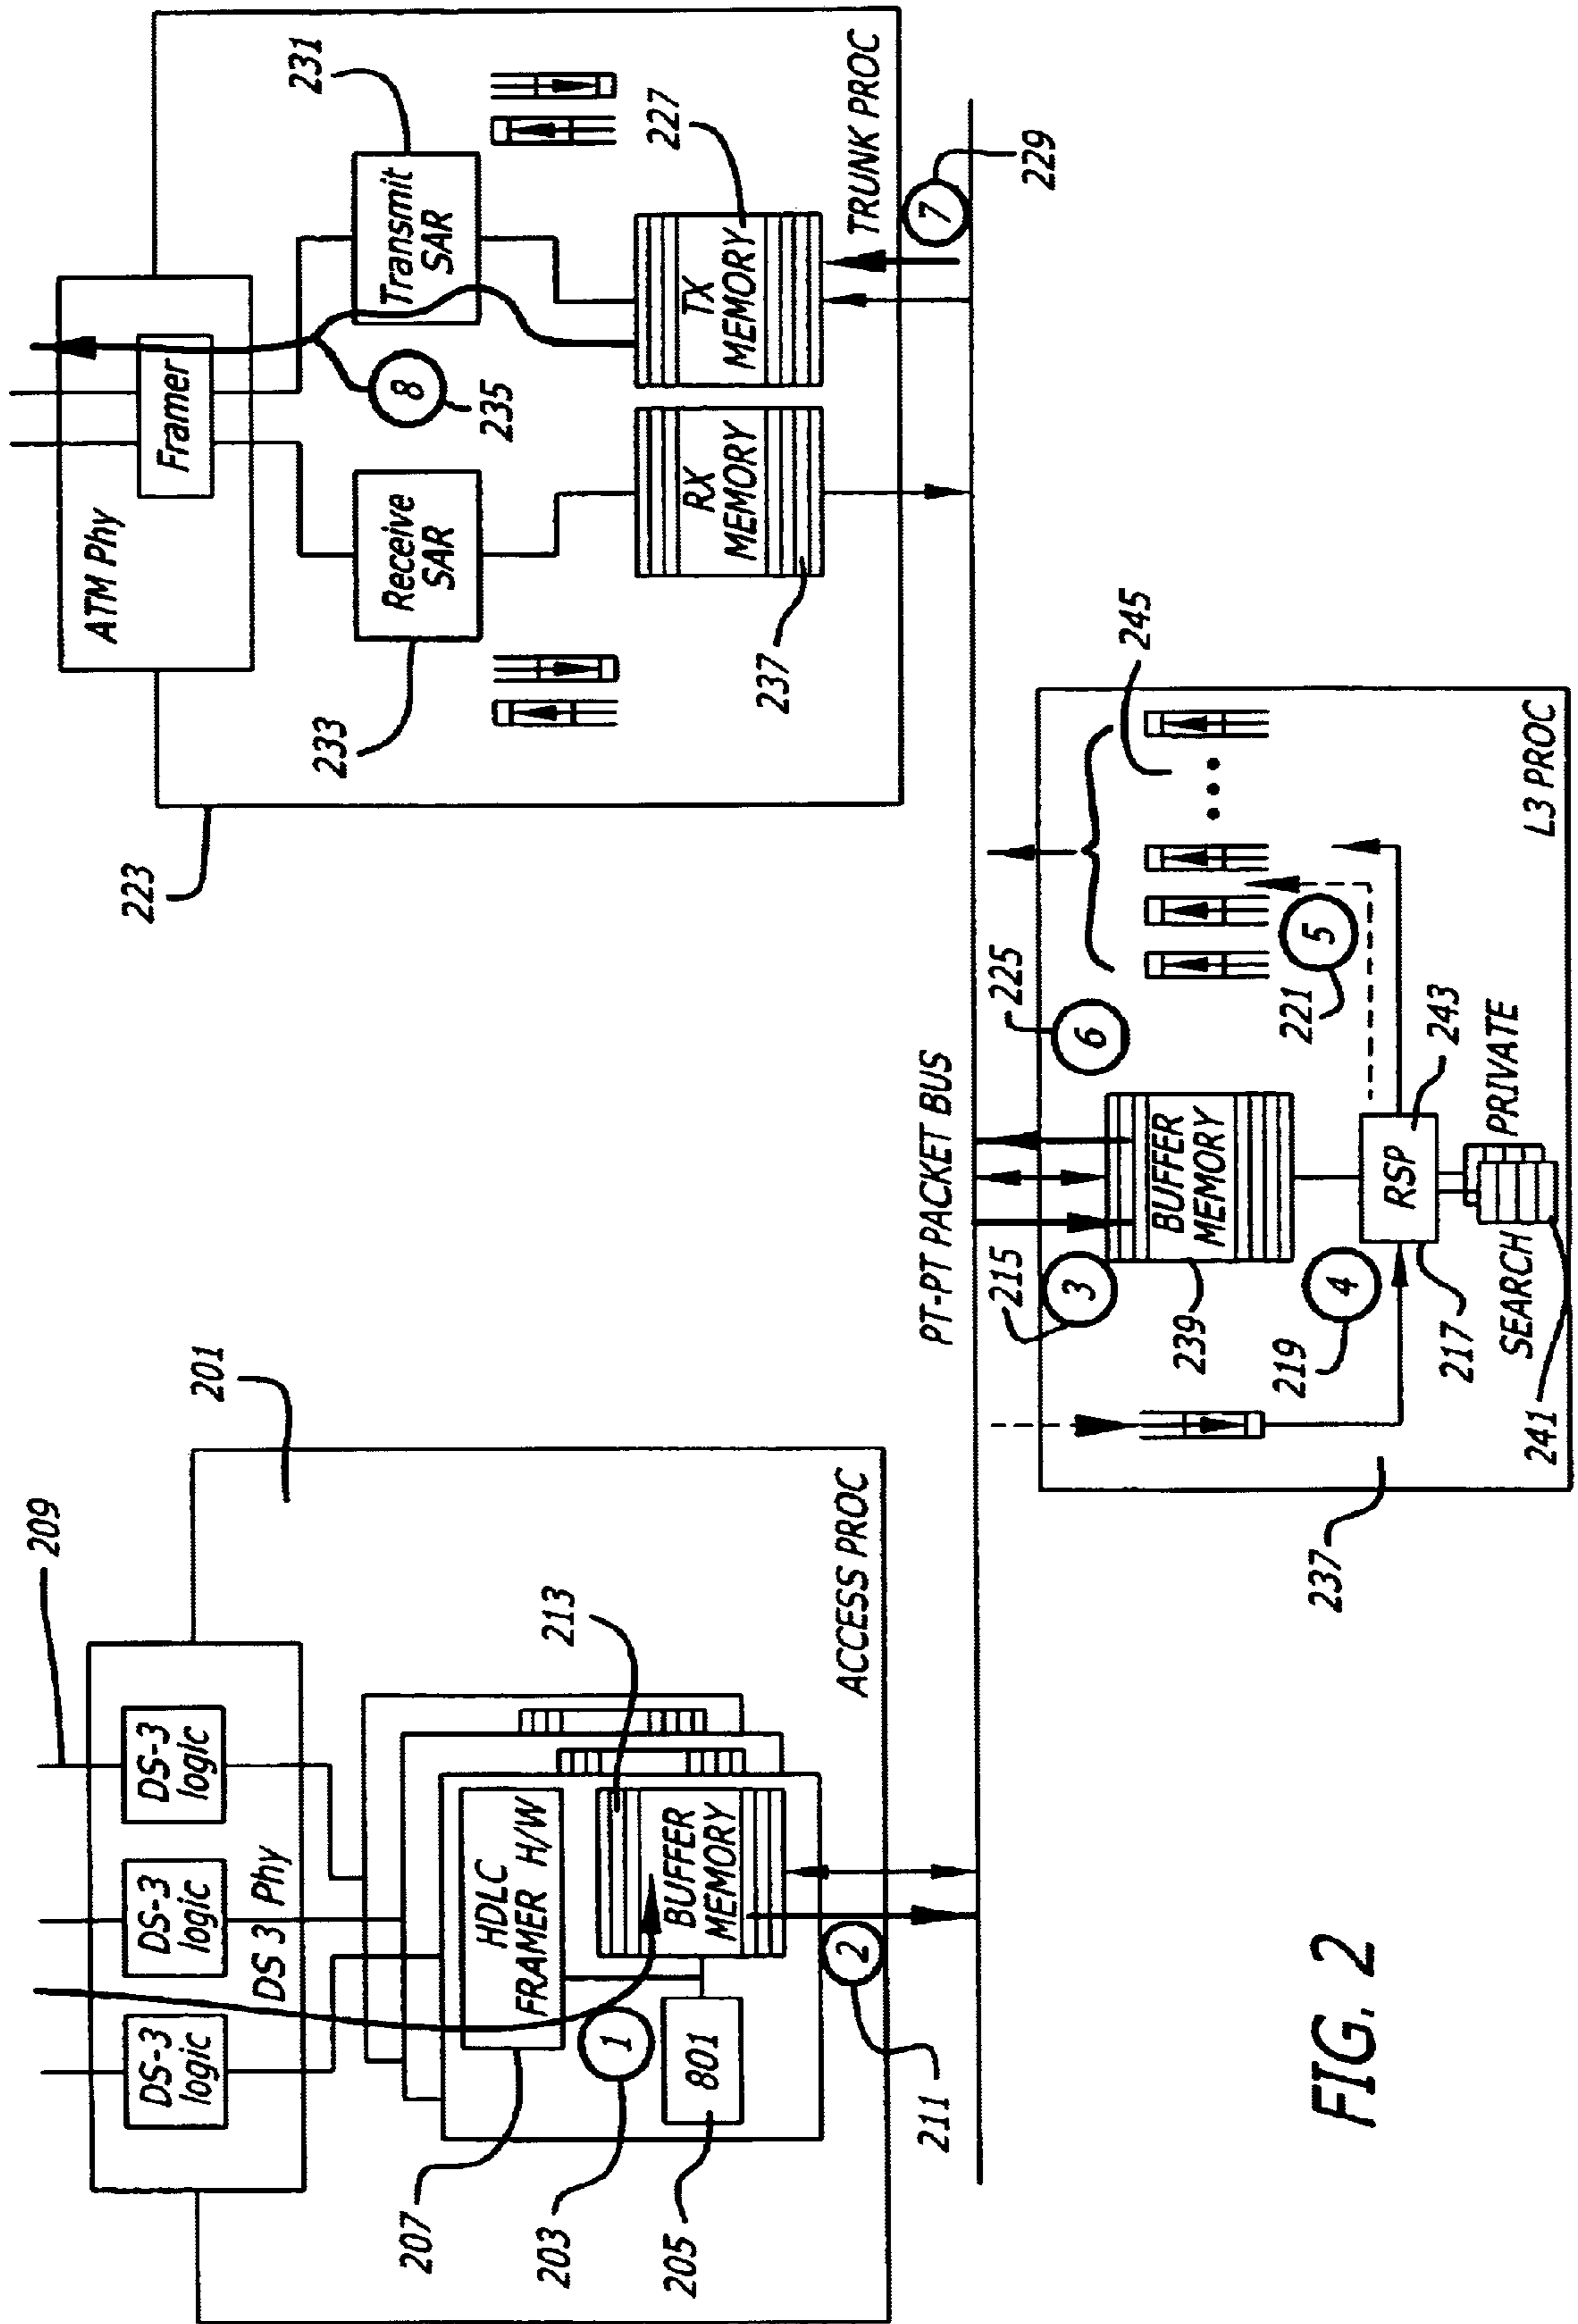 209
201
DS-3
logic
DS-3
logic
DS-3
logic
DS 3 Phy
HDLC
FRAMER H/W
207
213
BUFFER
MEMORY
1
203
801
205
2
211
ACCESS PROC
223
ATM Phy
Framer
231
Receive
SAR
233
Transmit
SAR
8
235
RX
MEMORY
237
TX
MEMORY
227
TRUNK PROC
7
229
PT-PT PACKET BUS
215
3
BUFFER
MEMORY
239
225
6
245
219
4
221
5
RSP
217
243
SEARCH
PRIVATE
241
237
L3 PROC
FIG. 2